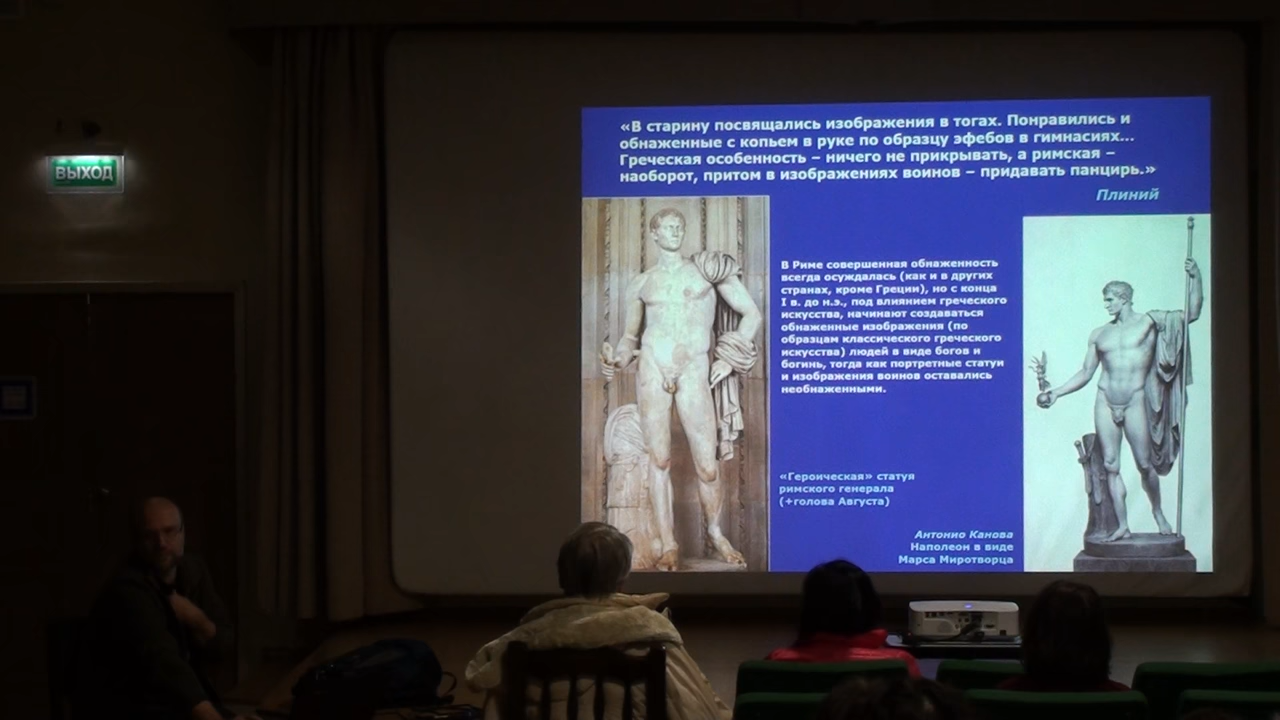 ВЫХОД
«В старину посвящались изображения в тогах. Понравились и
обнаженные с копьем в руке по образцу эфебов в гимнасиях...
Греческая особенность – ничего не прикрывать, а римская –
наоборот, притом в изображениях воинов – придавать панцирь.»
Плиний
В Риме совершенная обнаженность
всегда осуждалась (как и в других
странах, кроме Греции), но с конца
I в. до н.э., под влиянием греческого
искусства, начинают создаваться
обнаженные изображения (по
образцам классического греческого
искусства) людей в виде богов и
богинь, тогда как портретные статуи
и изображения воинов оставались
необнаженными.
«Героическая» статуя
римского генерала
(+голова Августа)
Антонио Канова
Наполеон в виде
Марса Миротворца